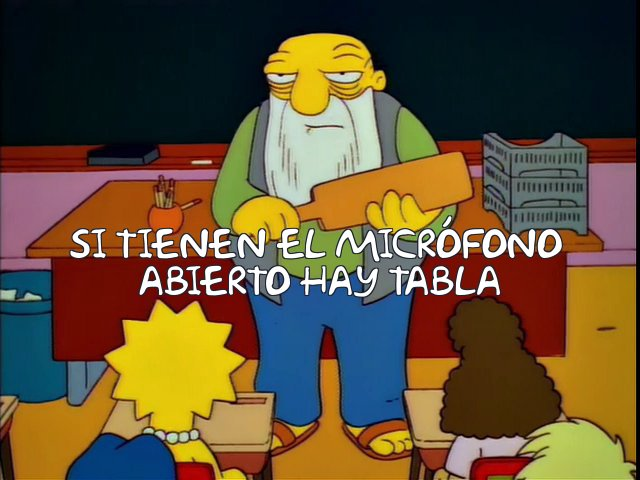 SI TIENEN EL MICRÓFONO
ABIERTO HAY TABLA